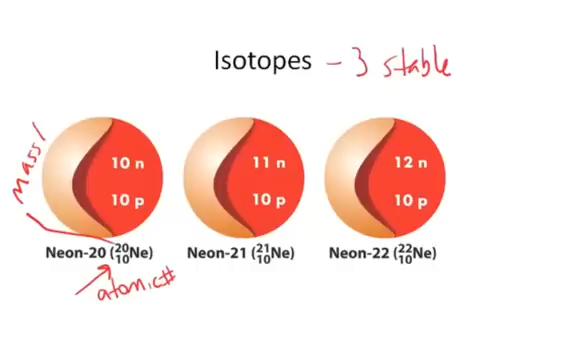 Isotopes – 3 stable
mass /
10 n
10 p
11 n
10 p
12 n
10 p
Neon-20 (²⁰₁₀Ne)
Neon-21 (²¹₁₀Ne)
Neon-22 (²²₁₀Ne)
atomic#